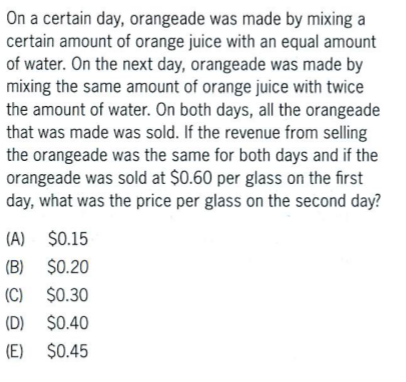 On a certain day, orangeade was made by mixing a
certain amount of orange juice with an equal amount
of water. On the next day, orangeade was made by
mixing the same amount of orange juice with twice
the amount of water. On both days, all the orangeade
that was made was sold. If the revenue from selling
the orangeade was the same for both days and if the
orangeade was sold at $0.60 per glass on the first
day, what was the price per glass on the second day?
(A) $0.15
(B) $0.20
(C) $0.30
(D) $0.40
(E) $0.45